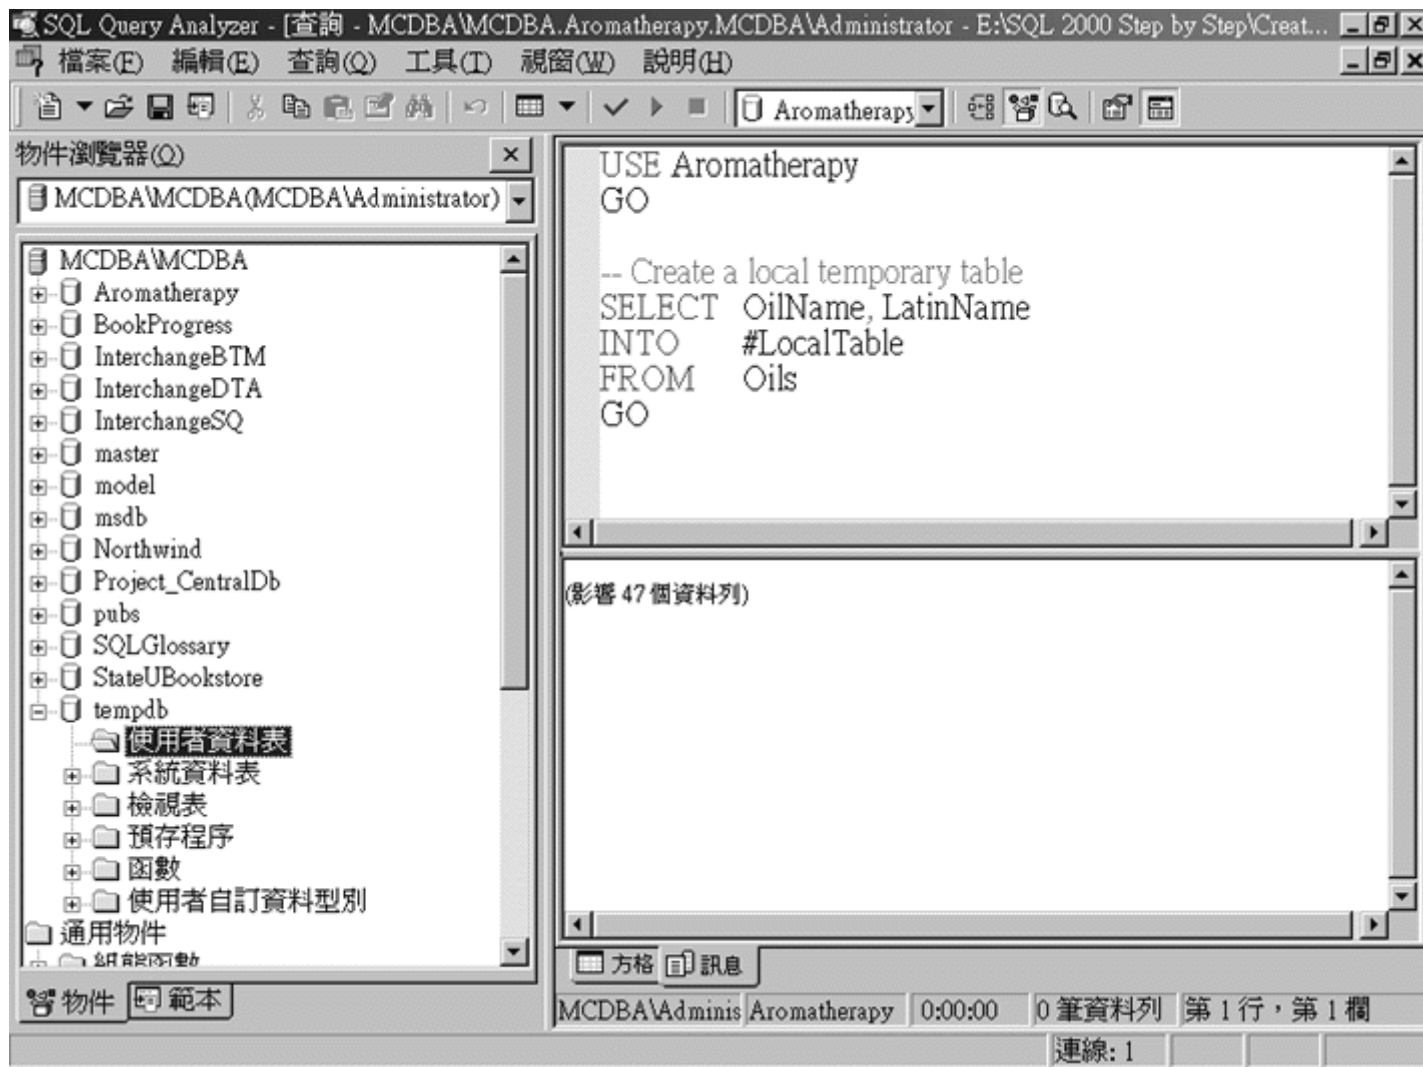 SQL Query Analyzer - [查詢 - MCDBA\MCDBA.Aromatherapy.MCDBA\Administrator - E:\SQL 2000 Step by Step\Creat...
檔案(F) 編輯(E) 查詢(Q) 工具(T) 視窗(W) 說明(H)
Aromatherapy
物件瀏覽器(O)
MCDBA\MCDBA(MCDBA\Administrator)
MCDBA\MCDBA
Aromatherapy
BookProgress
InterchangeBTM
InterchangeDTA
InterchangeSQ
master
model
msdb
Northwind
Project_CentralDb
pubs
SQLGlossary
StateUBookstore
tempdb
使用者資料表
系統資料表
檢視表
預存程序
函數
使用者自訂資料型別
通用物件
組態函數
物件 範本
USE Aromatherapy
GO
-- Create a local temporary table
SELECT OilName, LatinName
INTO #LocalTable
FROM Oils
GO
(影響 47 個資料列)
方格 訊息
MCDBA\Adminis Aromatherapy 0:00:00 0 筆資料列 第 1 行，第 1 欄
連線: 1